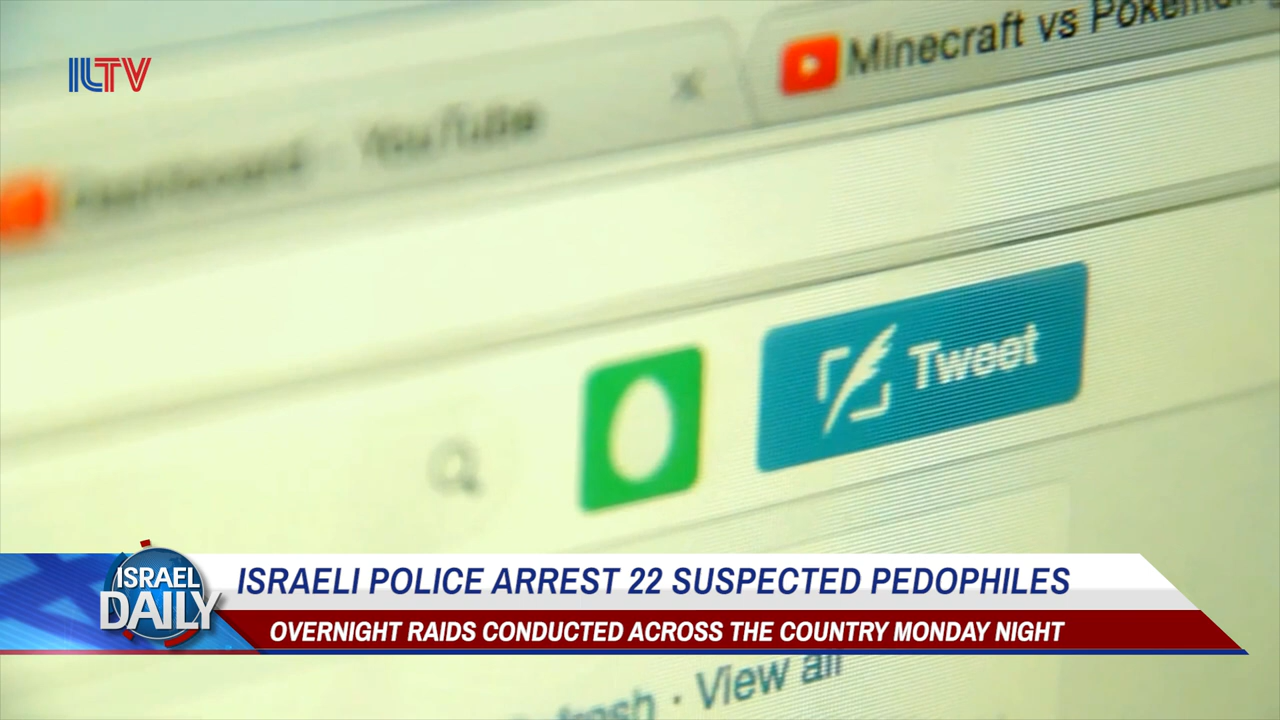 ILTV
Minecraft vs Pokemon
Dashboard - YouTube
Tweet
ISRAEL
DAILY
ISRAELI POLICE ARREST 22 SUSPECTED PEDOPHILES
OVERNIGHT RAIDS CONDUCTED ACROSS THE COUNTRY MONDAY NIGHT
· View all